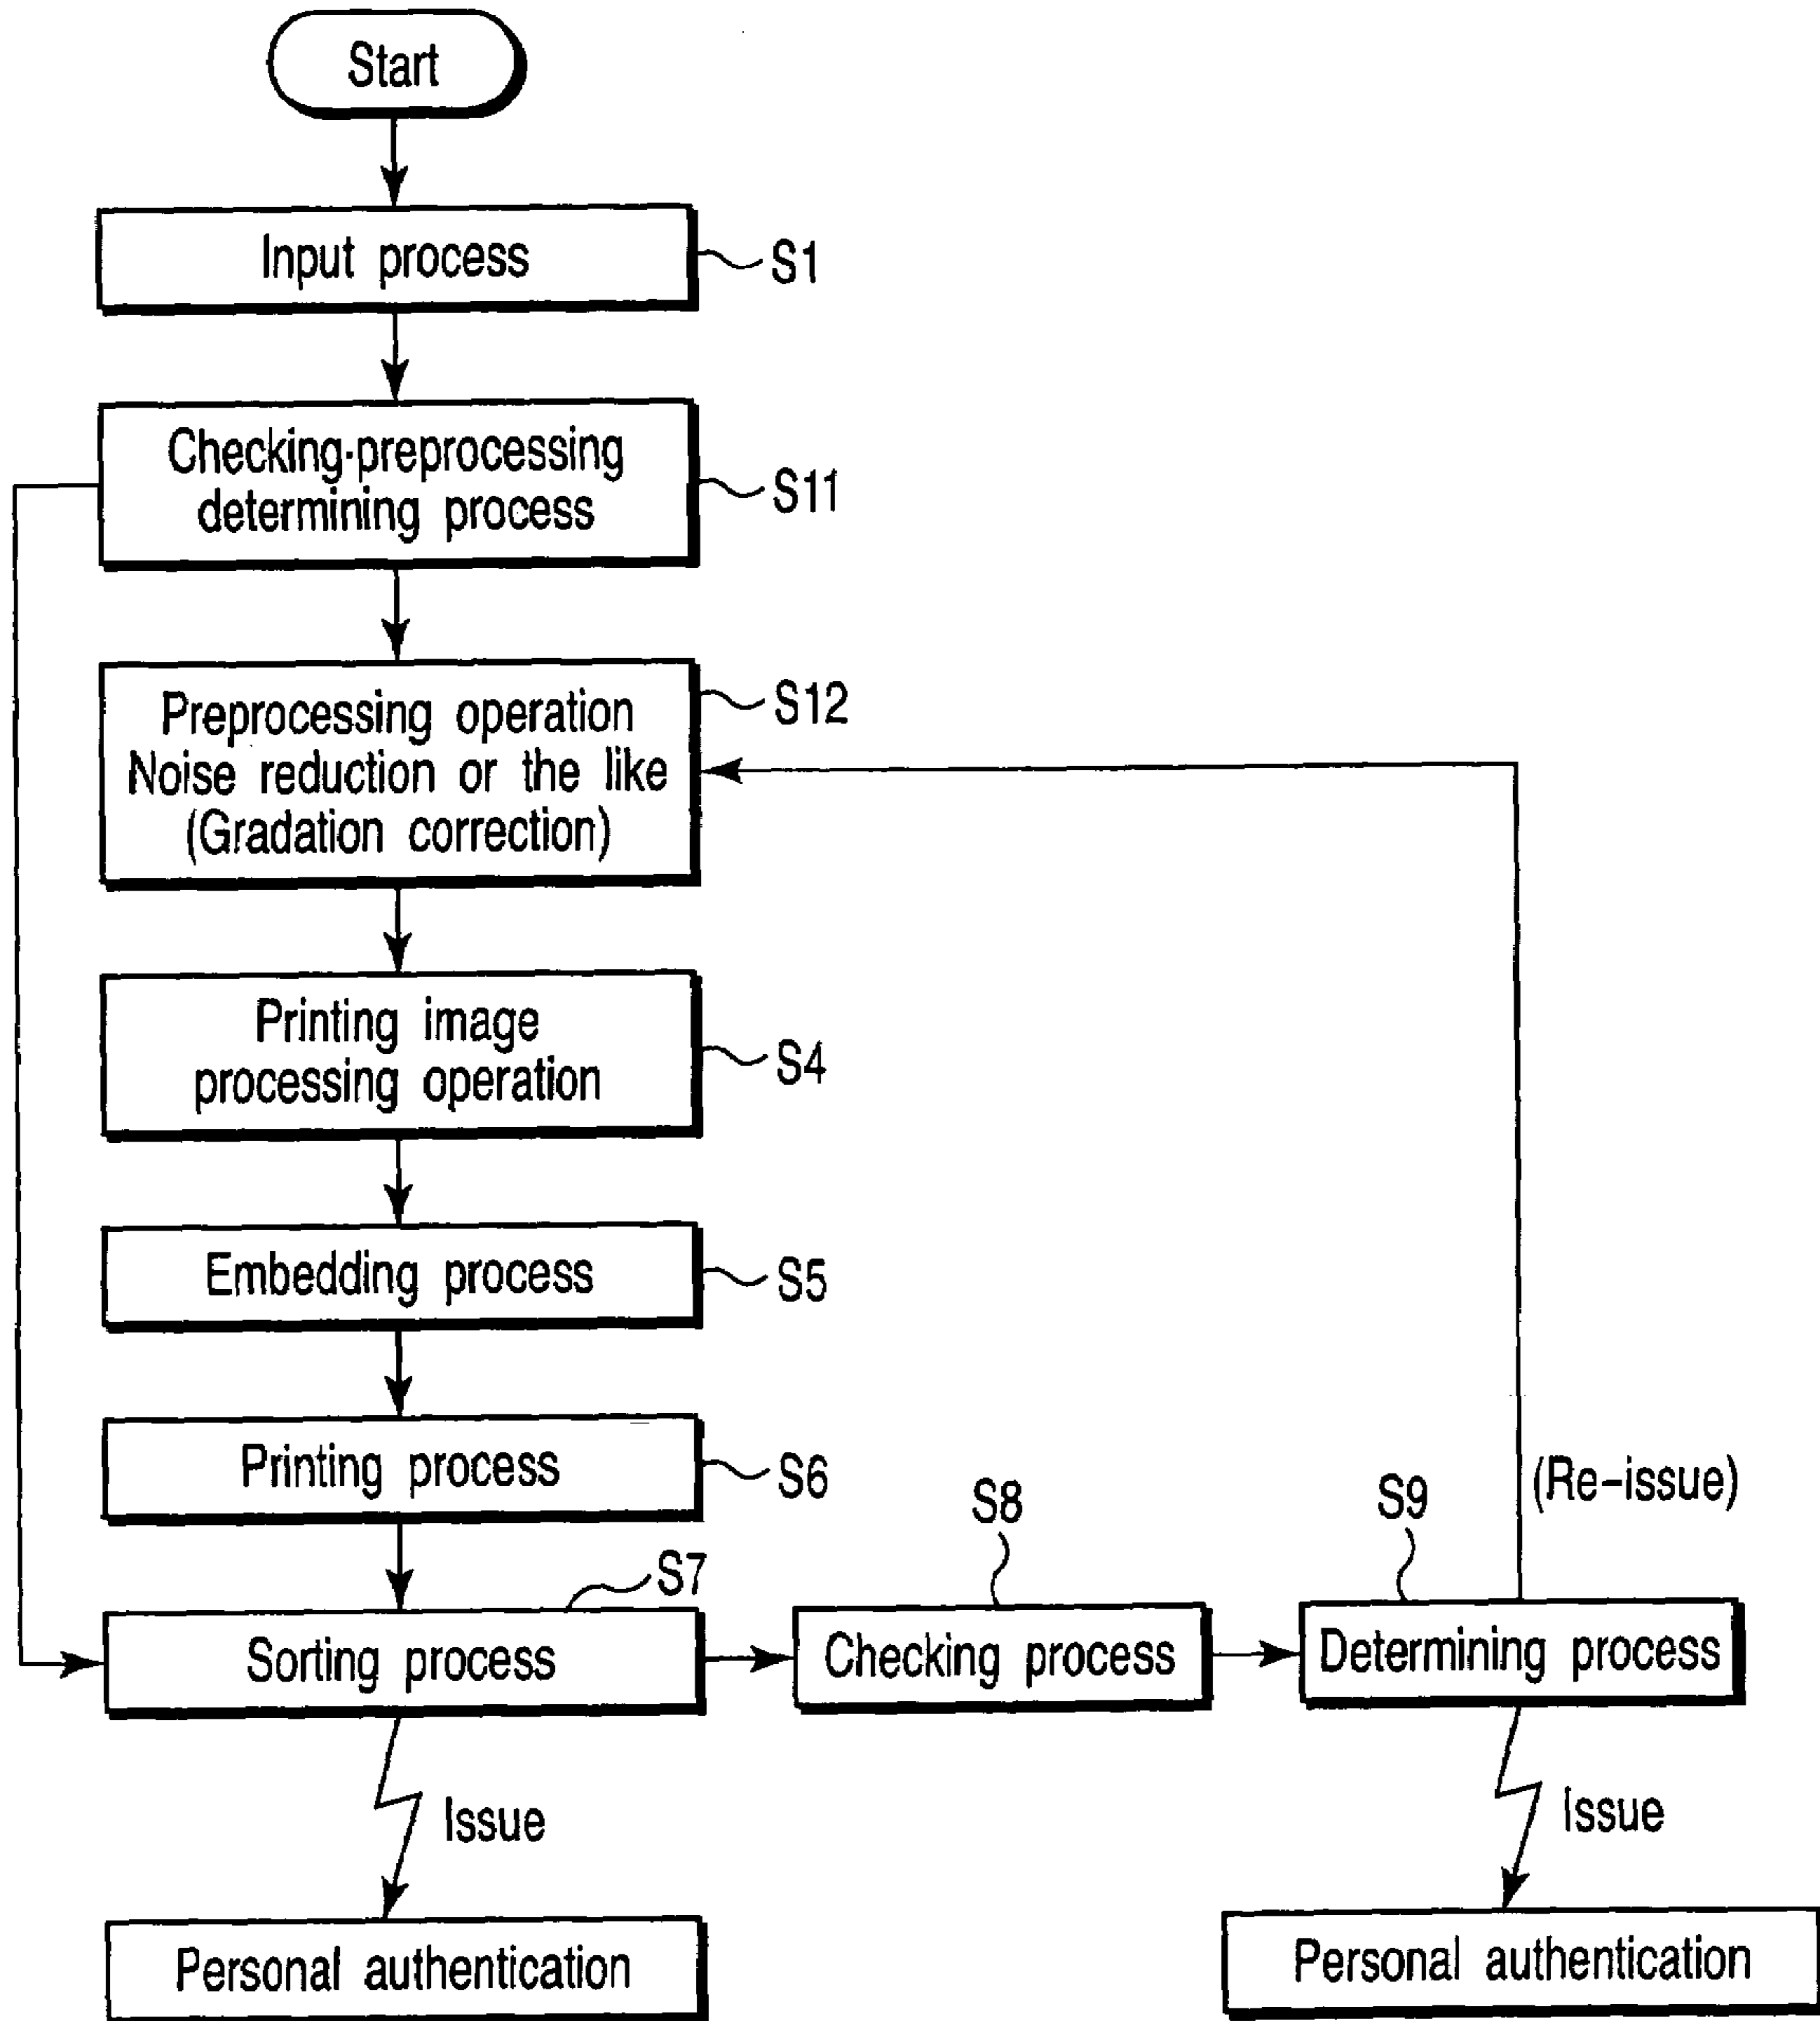 Start
Input process
S1
Checking·preprocessing
determining process
S11
Preprocessing operation
Noise reduction or the like
(Gradation correction)
S12
Printing image
processing operation
S4
Embedding process
S5
Printing process
S6
Sorting process
S7
Checking process
S8
Determining process
S9
(Re-issue)
Issue
Issue
Personal authentication
Personal authentication